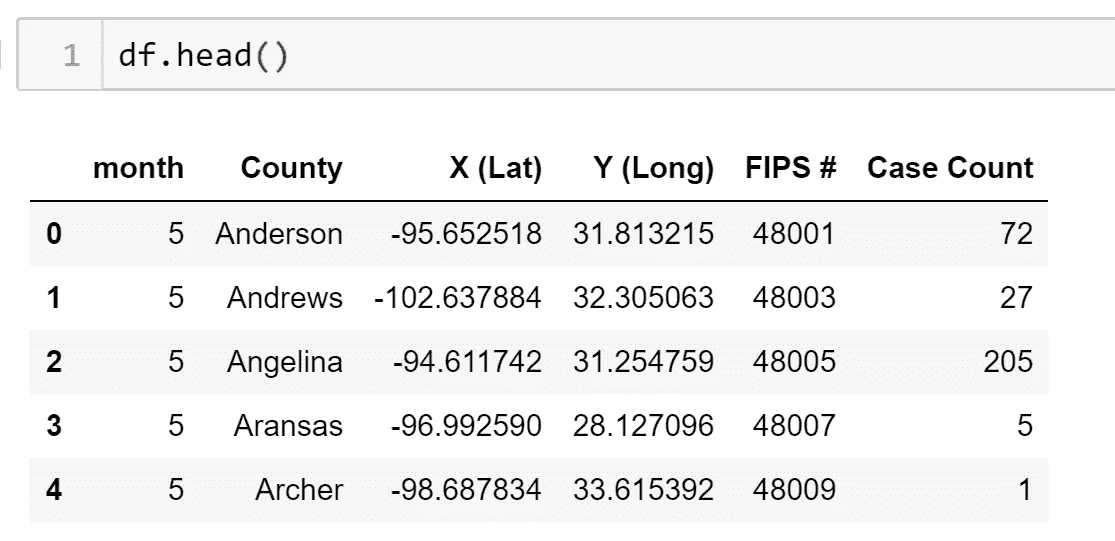 1 df.head()
month County X (Lat) Y (Long) FIPS # Case Count
0 5 Anderson -95.652518 31.813215 48001 72
1 5 Andrews -102.637884 32.305063 48003 27
2 5 Angelina -94.611742 31.254759 48005 205
3 5 Aransas -96.992590 28.127096 48007 5
4 5 Archer -98.687834 33.615392 48009 1